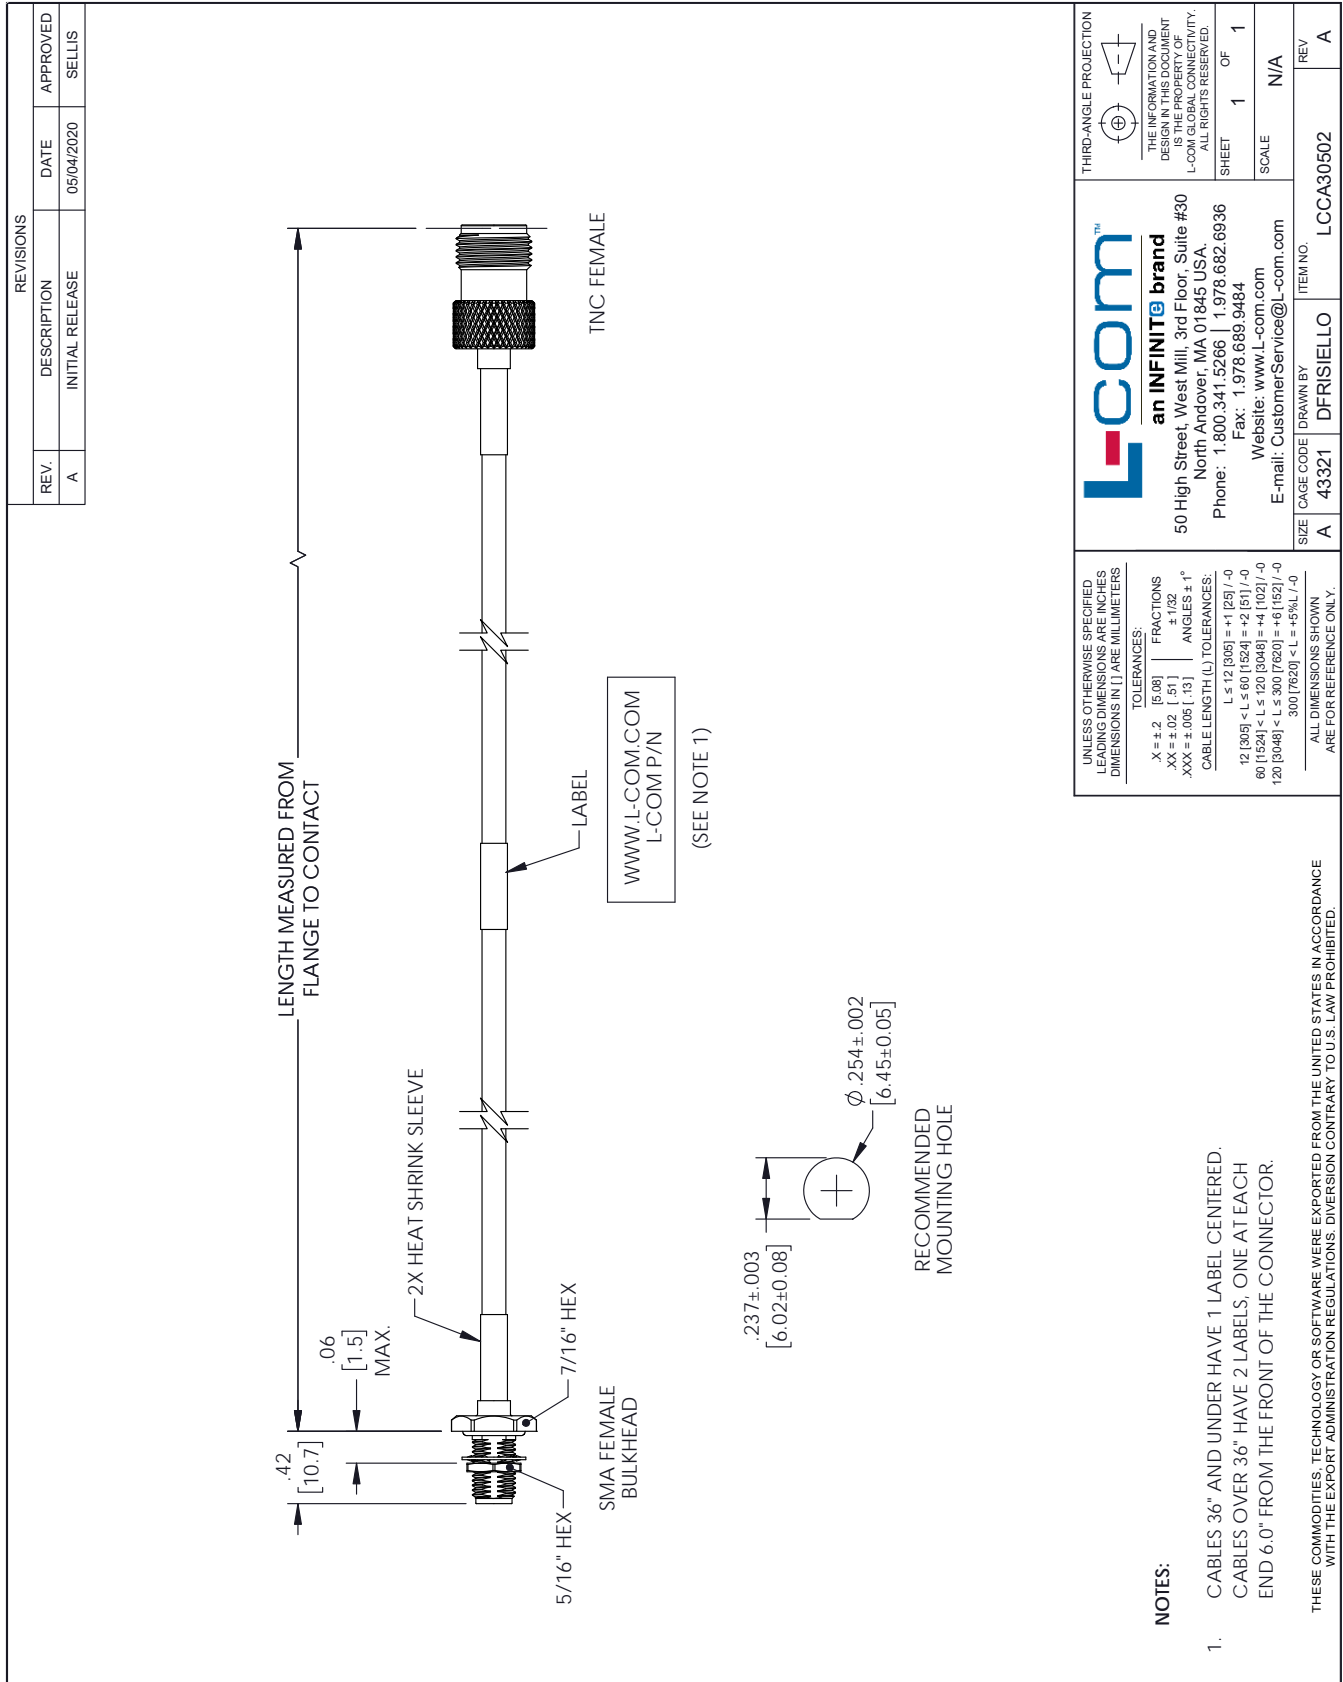 REVISIONS
REV. DESCRIPTION DATE APPROVED
A INITIAL RELEASE 05/04/2020 SELLIS
LENGTH MEASURED FROM
FLANGE TO CONTACT
.42
[10.7]
.06
[1.5]
MAX.
2X HEAT SHRINK SLEEVE
5/16" HEX
7/16" HEX
SMA FEMALE
BULKHEAD
LABEL
WWW.L-COM.COM
L-COM P/N
(SEE NOTE 1)
TNC FEMALE
.237±.003
[6.02±0.08]
Ø .254±.002
[6.45±0.05]
RECOMMENDED
MOUNTING HOLE
NOTES:
1. CABLES 36" AND UNDER HAVE 1 LABEL CENTERED.
CABLES OVER 36" HAVE 2 LABELS, ONE AT EACH
END 6.0" FROM THE FRONT OF THE CONNECTOR.
THESE COMMODITIES, TECHNOLOGY OR SOFTWARE WERE EXPORTED FROM THE UNITED STATES IN ACCORDANCE
WITH THE EXPORT ADMINISTRATION REGULATIONS. DIVERSION CONTRARY TO U.S. LAW PROHIBITED.
UNLESS OTHERWISE SPECIFIED
LEADING DIMENSIONS ARE INCHES
DIMENSIONS IN [ ] ARE MILLIMETERS
TOLERANCES:
.X = ± .2 [5.08] FRACTIONS
.XX = ± .02 [ .51 ] ± 1/32
.XXX = ± .005 [ .13 ] ANGLES ± 1°
CABLE LENGTH (L) TOLERANCES:
L ≤ 12 [305] = +1 [25] / -0
12 [305] < L ≤ 60 [1524] = +2 [51] / -0
60 [1524] < L ≤ 120 [3048] = +4 [102] / -0
120 [3048] < L ≤ 300 [7620] = +6 [152] / -0
300 [7620] < L = +5%L / -0
ALL DIMENSIONS SHOWN
ARE FOR REFERENCE ONLY.
L-com™
an INFINITe brand
50 High Street, West Mill, 3rd Floor, Suite #30
North Andover, MA 01845 USA.
Phone: 1.800.341.5266 | 1.978.682.6936
Fax: 1.978.689.9484
Website: www.L-com.com
E-mail: CustomerService@L-com.com
THIRD-ANGLE PROJECTION
THE INFORMATION AND
DESIGN IN THIS DOCUMENT
IS THE PROPERTY OF
L-COM GLOBAL CONNECTIVITY.
ALL RIGHTS RESERVED.
SHEET 1 OF 1
SCALE N/A
SIZE A
CAGE CODE 43321
DRAWN BY DFRISIELLO
ITEM NO. LCCA30502
REV A